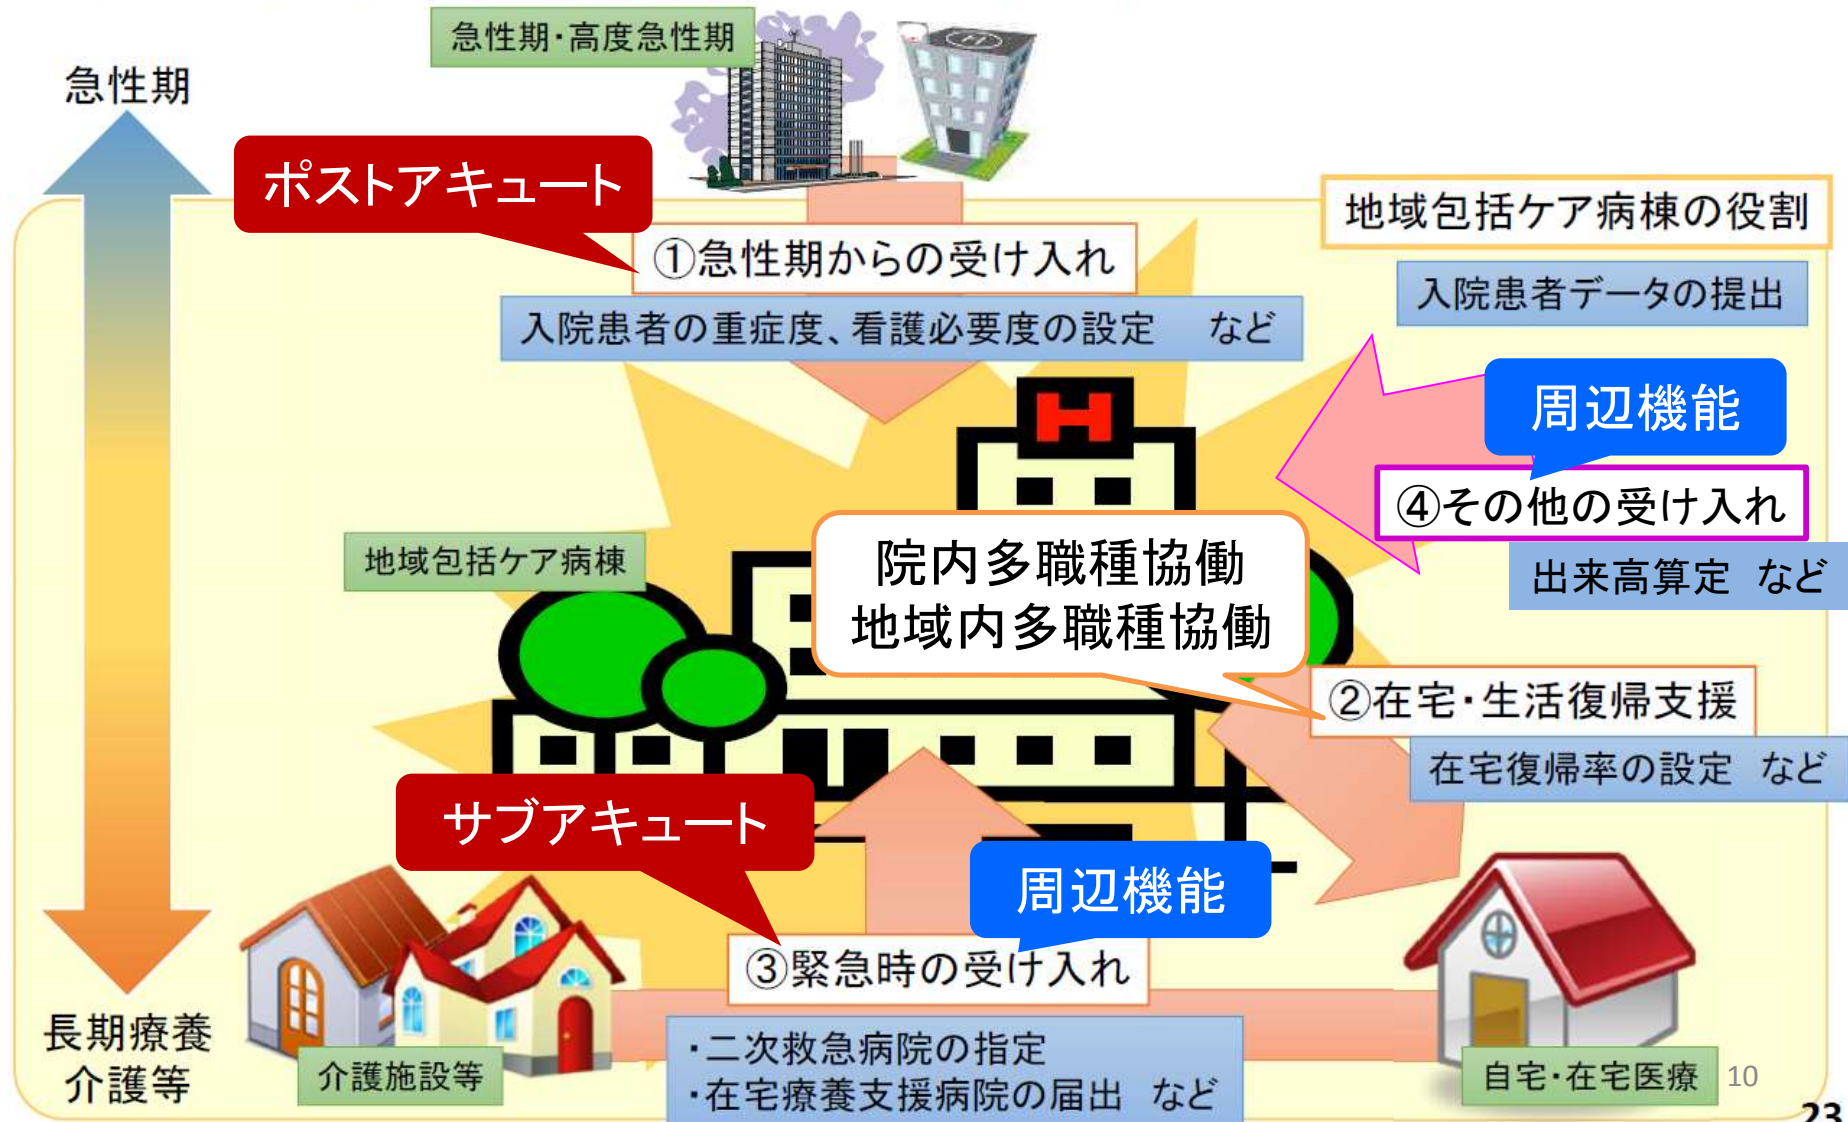 急性期・高度急性期
急性期
ポストアキュート
地域包括ケア病棟の役割
①急性期からの受け入れ
入院患者データの提出
入院患者の重症度、看護必要度の設定 など
周辺機能
④その他の受け入れ
出来高算定 など
H
H
地域包括ケア病棟
院内多職種協働
地域内多職種協働
②在宅・生活復帰支援
在宅復帰率の設定 など
サブアキュート
周辺機能
③緊急時の受け入れ
・二次救急病院の指定
・在宅療養支援病院の届出 など
長期療養
介護等
介護施設等
自宅・在宅医療
10
23